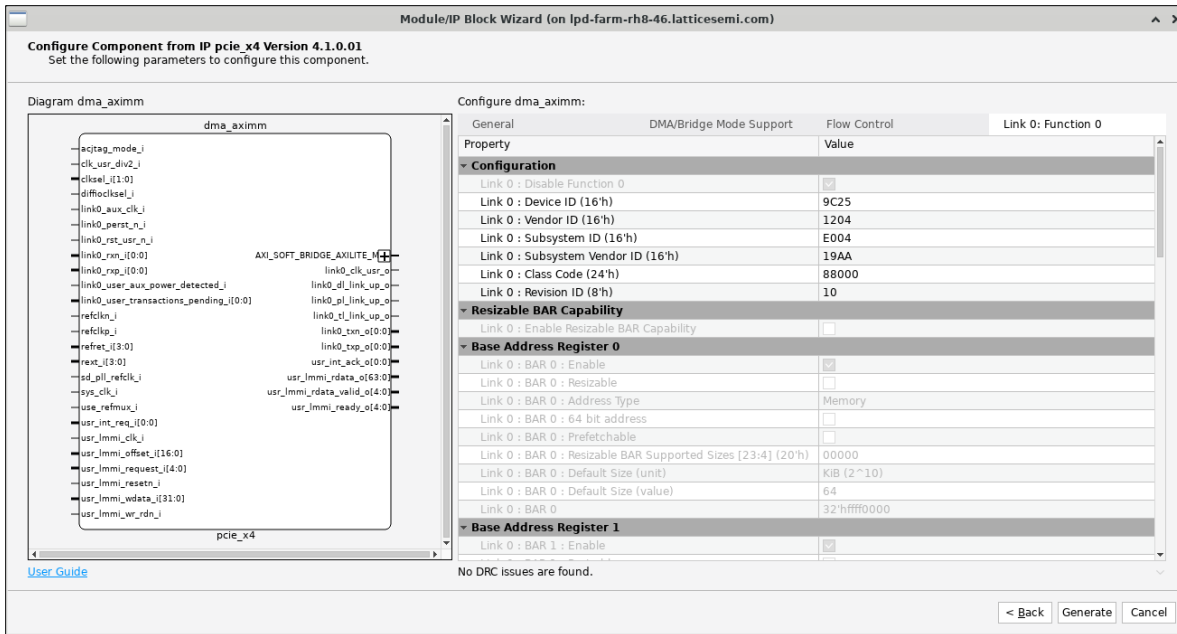 Module/IP Block Wizard (on lpd-farm-rh8-46.latticesemi.com)
Configure Component from IP pcie_x4 Version 4.1.0.01
Set the following parameters to configure this component.
Diagram dma_aximm
dma_aximm
acjtag_mode_i
clk_usr_div2_i
clksel_i[1:0]
diffioclksel_i
link0_aux_clk_i
link0_perst_n_i
link0_rst_usr_n_i
link0_rxn_i[0:0]
link0_rxp_i[0:0]
link0_user_aux_power_detected_i
link0_user_transactions_pending_i[0:0]
refclkn_i
refclkp_i
refret_i[3:0]
rext_i[3:0]
sd_pll_refclk_i
sys_clk_i
use_refmux_i
usr_int_req_i[0:0]
usr_lmmi_clk_i
usr_lmmi_offset_i[16:0]
usr_lmmi_request_i[4:0]
usr_lmmi_resetn_i
usr_lmmi_wdata_i[31:0]
usr_lmmi_wr_rdn_i
AXI_SOFT_BRIDGE_AXILITE_M
link0_clk_usr_o
link0_dl_link_up_o
link0_pl_link_up_o
link0_tl_link_up_o
link0_txn_o[0:0]
link0_txp_o[0:0]
usr_int_ack_o[0:0]
usr_lmmi_rdata_o[63:0]
usr_lmmi_rdata_valid_o[4:0]
usr_lmmi_ready_o[4:0]
pcie_x4
User Guide
Configure dma_aximm:
General DMA/Bridge Mode Support Flow Control Link 0: Function 0
Property Value
Configuration
Link 0 : Disable Function 0
Link 0 : Device ID (16'h) 9C25
Link 0 : Vendor ID (16'h) 1204
Link 0 : Subsystem ID (16'h) E004
Link 0 : Subsystem Vendor ID (16'h) 19AA
Link 0 : Class Code (24'h) 88000
Link 0 : Revision ID (8'h) 10
Resizable BAR Capability
Link 0 : Enable Resizable BAR Capability
Base Address Register 0
Link 0 : BAR 0 : Enable
Link 0 : BAR 0 : Resizable
Link 0 : BAR 0 : Address Type Memory
Link 0 : BAR 0 : 64 bit address
Link 0 : BAR 0 : Prefetchable
Link 0 : BAR 0 : Resizable BAR Supported Sizes [23:4] (20'h) 00000
Link 0 : BAR 0 : Default Size (unit) KiB (2^10)
Link 0 : BAR 0 : Default Size (value) 64
Link 0 : BAR 0 32'hffff0000
Base Address Register 1
Link 0 : BAR 1 : Enable
No DRC issues are found.
< Back Generate Cancel